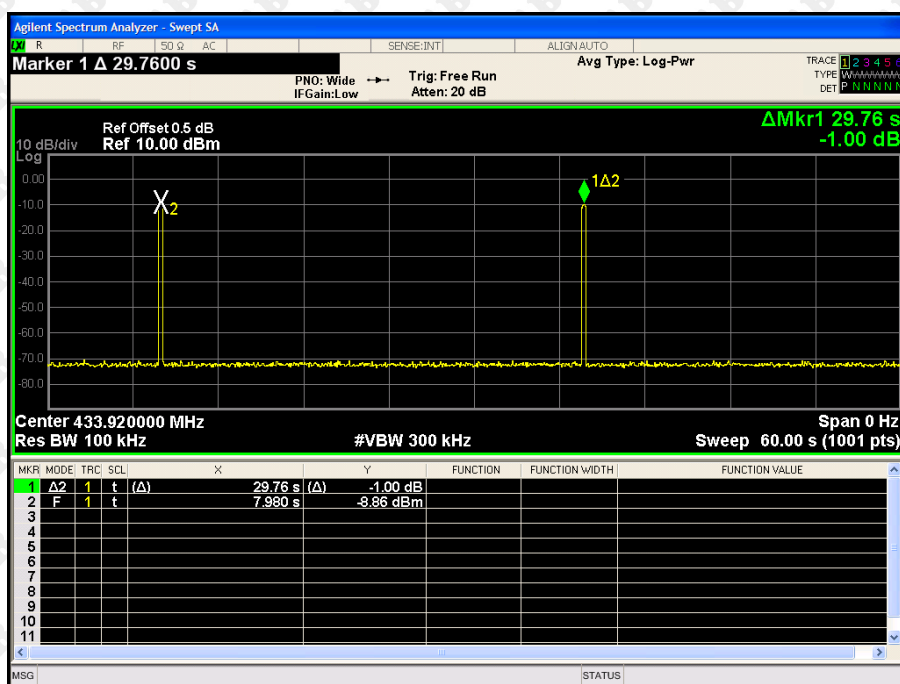 Agilent Spectrum Analyzer - Swept SA
LXI R RF 50 Ω AC SENSE:INT ALIGN AUTO
Marker 1 Δ 29.7600 s
PNO: Wide Trig: Free Run
IFGain:Low Atten: 20 dB
Avg Type: Log-Pwr
TRACE 1 2 3 4 5 6
TYPE
DET P N N N N N
ΔMkr1 29.76 s
-1.00 dB
Ref Offset 0.5 dB
10 dB/div Ref 10.00 dBm
Log
0.00
-10.0
-20.0
-30.0
-40.0
-50.0
-60.0
-70.0
-80.0
2
1Δ2
Center 433.920000 MHz Span 0 Hz
Res BW 100 kHz #VBW 300 kHz Sweep 60.00 s (1001 pts)
MKR MODE TRC SCL X Y FUNCTION FUNCTION WIDTH FUNCTION VALUE
1 Δ2 1 t (Δ) 29.76 s (Δ) -1.00 dB
2 F 1 t 7.980 s -8.86 dBm
3
4
5
6
7
8
9
10
11
MSG STATUS